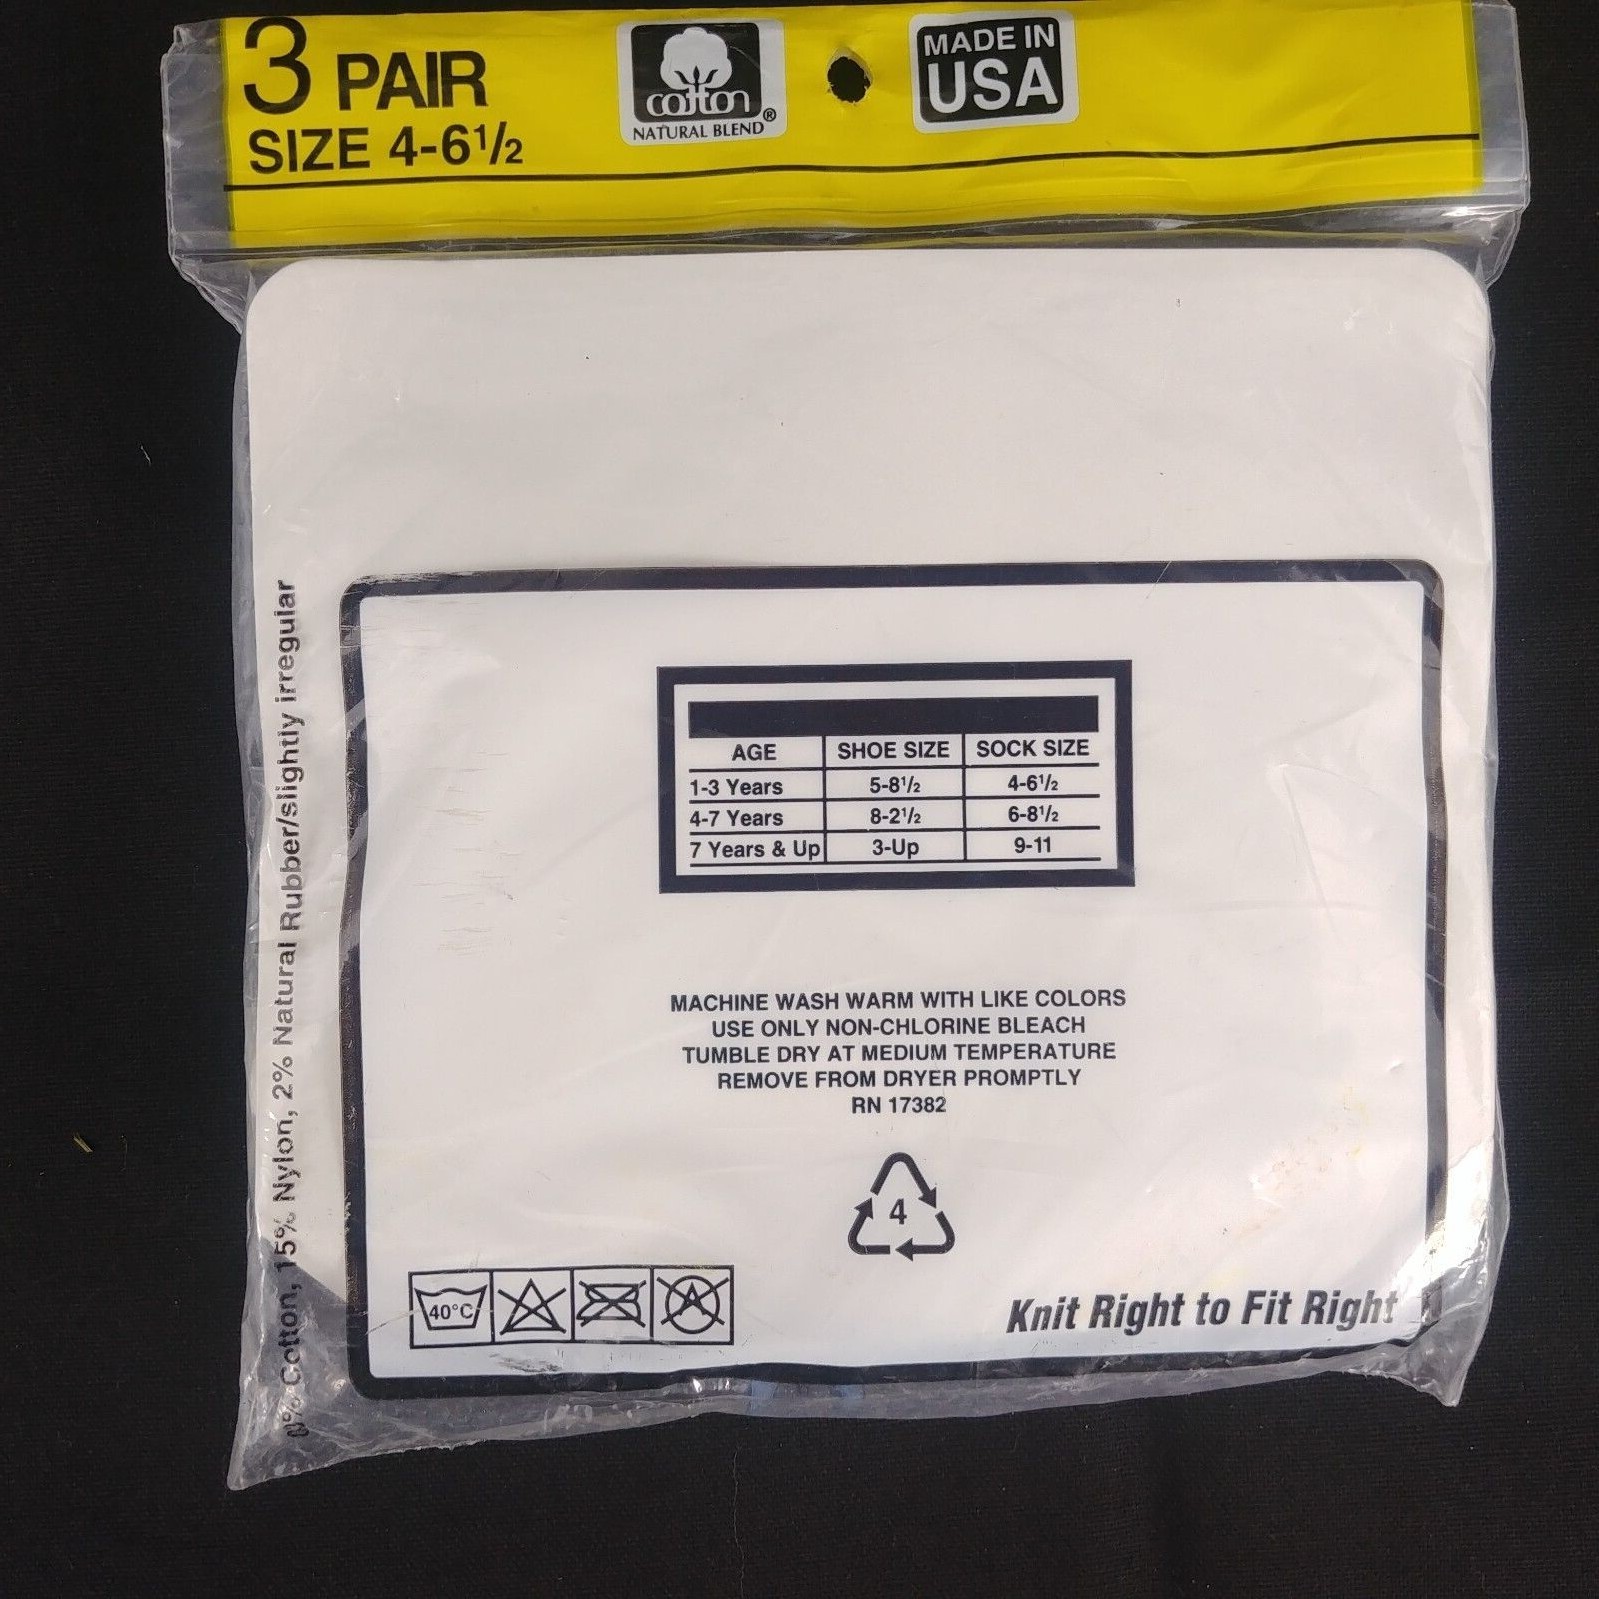 3 PAIR
SIZE 4-6½
cotton
NATURAL BLEND®
MADE IN
USA
AGE SHOE SIZE SOCK SIZE
1-3 Years 5-8½ 4-6½
4-7 Years 8-2½ 6-8½
7 Years & Up 3-Up 9-11
MACHINE WASH WARM WITH LIKE COLORS
USE ONLY NON-CHLORINE BLEACH
TUMBLE DRY AT MEDIUM TEMPERATURE
REMOVE FROM DRYER PROMPTLY
RN 17382
4
40°C A
Knit Right to Fit Right
Cotton, 15% Nylon, 2% Natural Rubber/slightly irregular